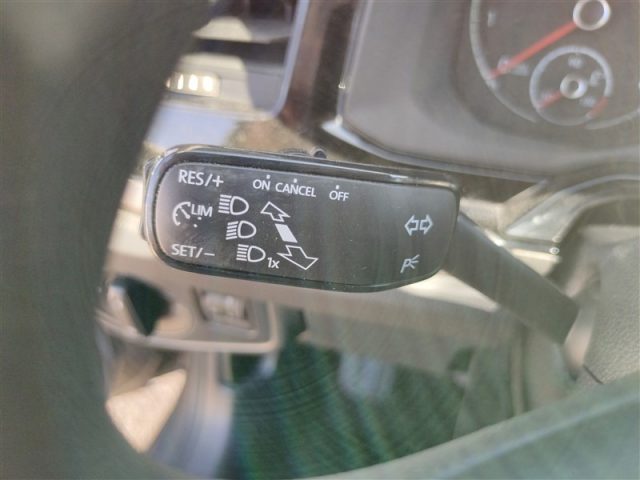 RES/+
ON CANCEL OFF
LIM
SET/−
1x
P